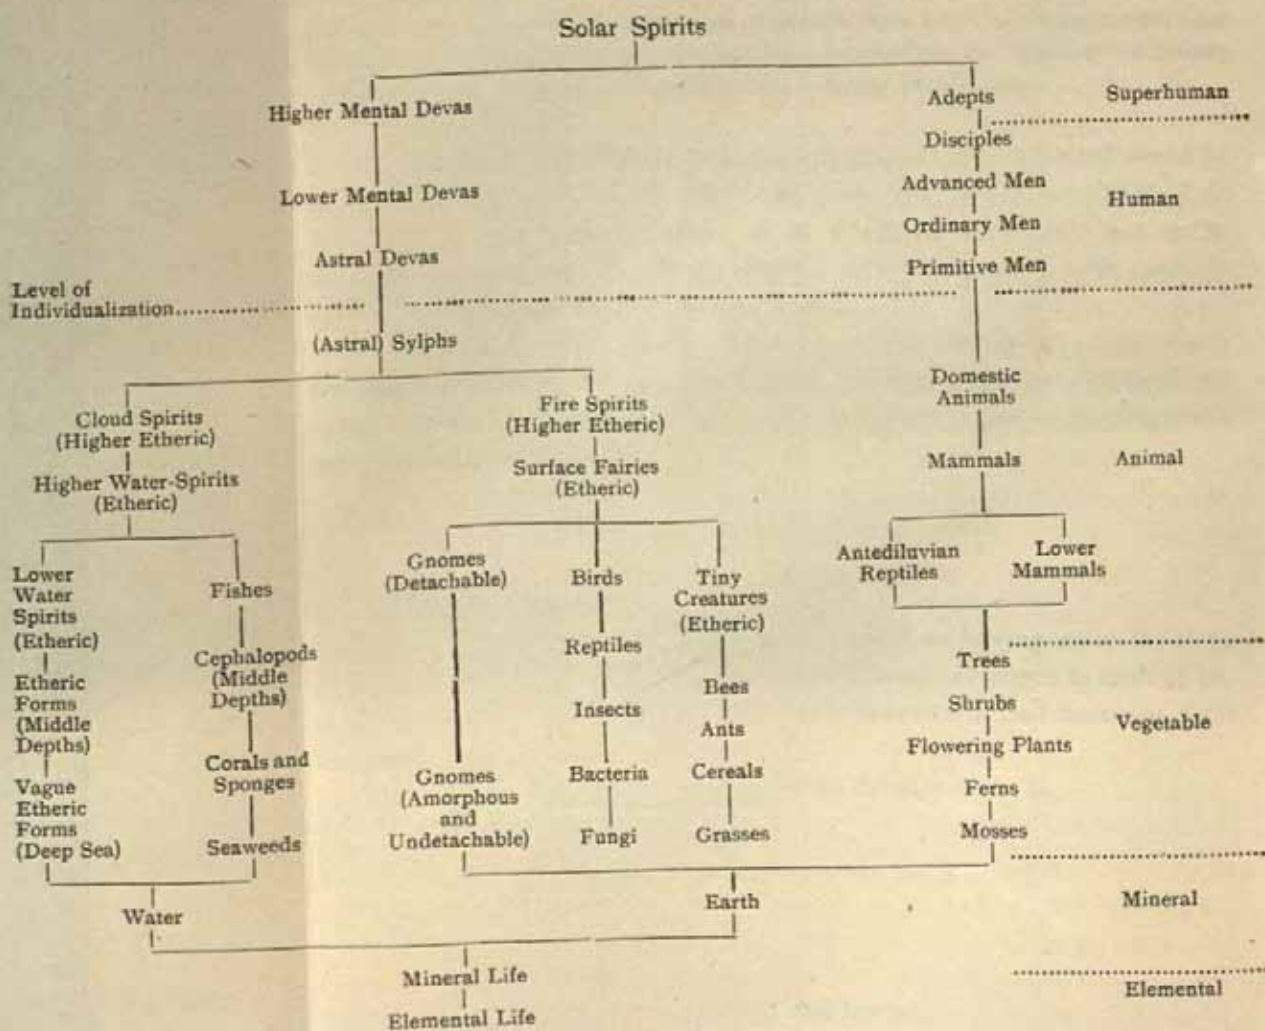 Solar Spirits
Higher Mental Devas
Adepts
Superhuman
Disciples
Lower Mental Devas
Advanced Men
Human
Ordinary Men
Astral Devas
Primitive Men
Level of
Individualization
(Astral) Sylphs
Domestic
Animals
Cloud Spirits
(Higher Etheric)
Fire Spirits
(Higher Etheric)
Mammals
Animal
Higher Water-Spirits
(Etheric)
Surface Fairies
(Etheric)
Lower
Water
Spirits
(Etheric)
Fishes
Gnomes
(Detachable)
Birds
Tiny
Creatures
(Etheric)
Antediluvian
Reptiles
Lower
Mammals
Etheric
Forms
(Middle
Depths)
Cephalopods
(Middle
Depths)
Reptiles
Bees
Trees
Insects
Ants
Shrubs
Vegetable
Flowering Plants
Vague
Etheric
Forms
(Deep Sea)
Corals and
Sponges
Gnomes
(Amorphous
and
Undetachable)
Bacteria
Cereals
Ferns
Seaweeds
Fungi
Grasses
Mosses
Water
Earth
Mineral
Mineral Life
Elemental
Elemental Life